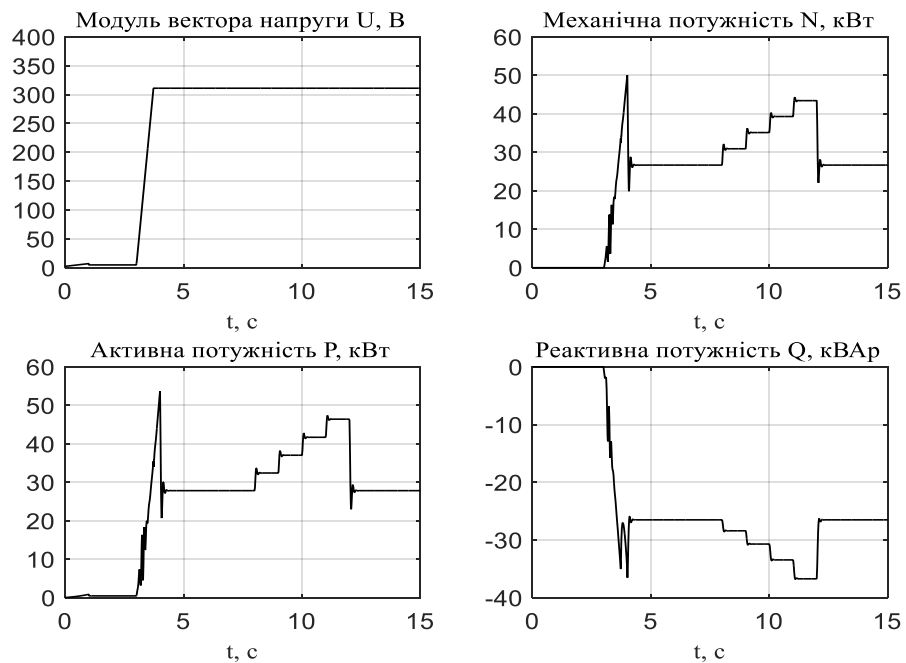 Модуль вектора напруги U, В
400
350
300
250
200
150
100
50
0
0 5 10 15
t, с
Механічна потужність N, кВт
60
50
40
30
20
10
0
0 5 10 15
t, с
Активна потужність P, кВт
60
50
40
30
20
10
0
0 5 10 15
t, с
Реактивна потужність Q, кВАр
0
-10
-20
-30
-40
0 5 10 15
t, с